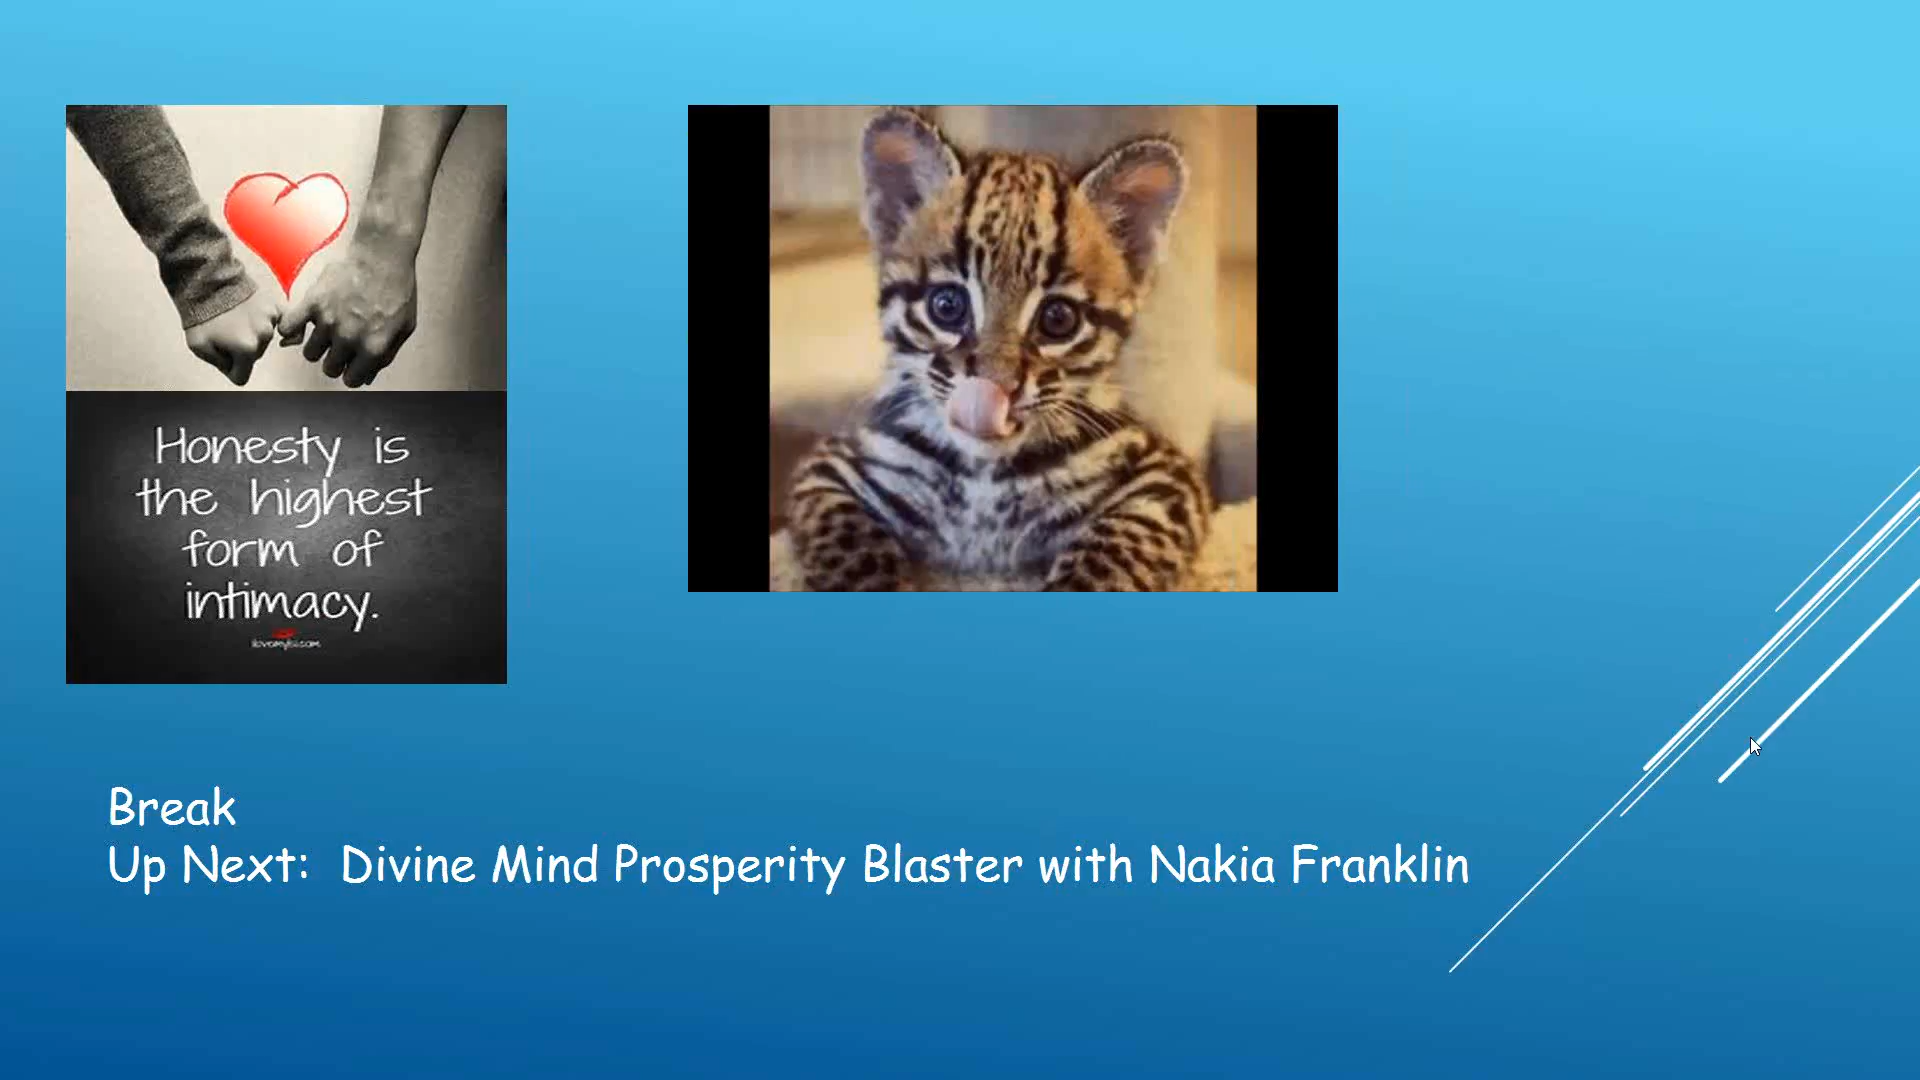 Honesty is
the highest
form of
intimacy.
Break
Up Next: Divine Mind Prosperity Blaster with Nakia Franklin